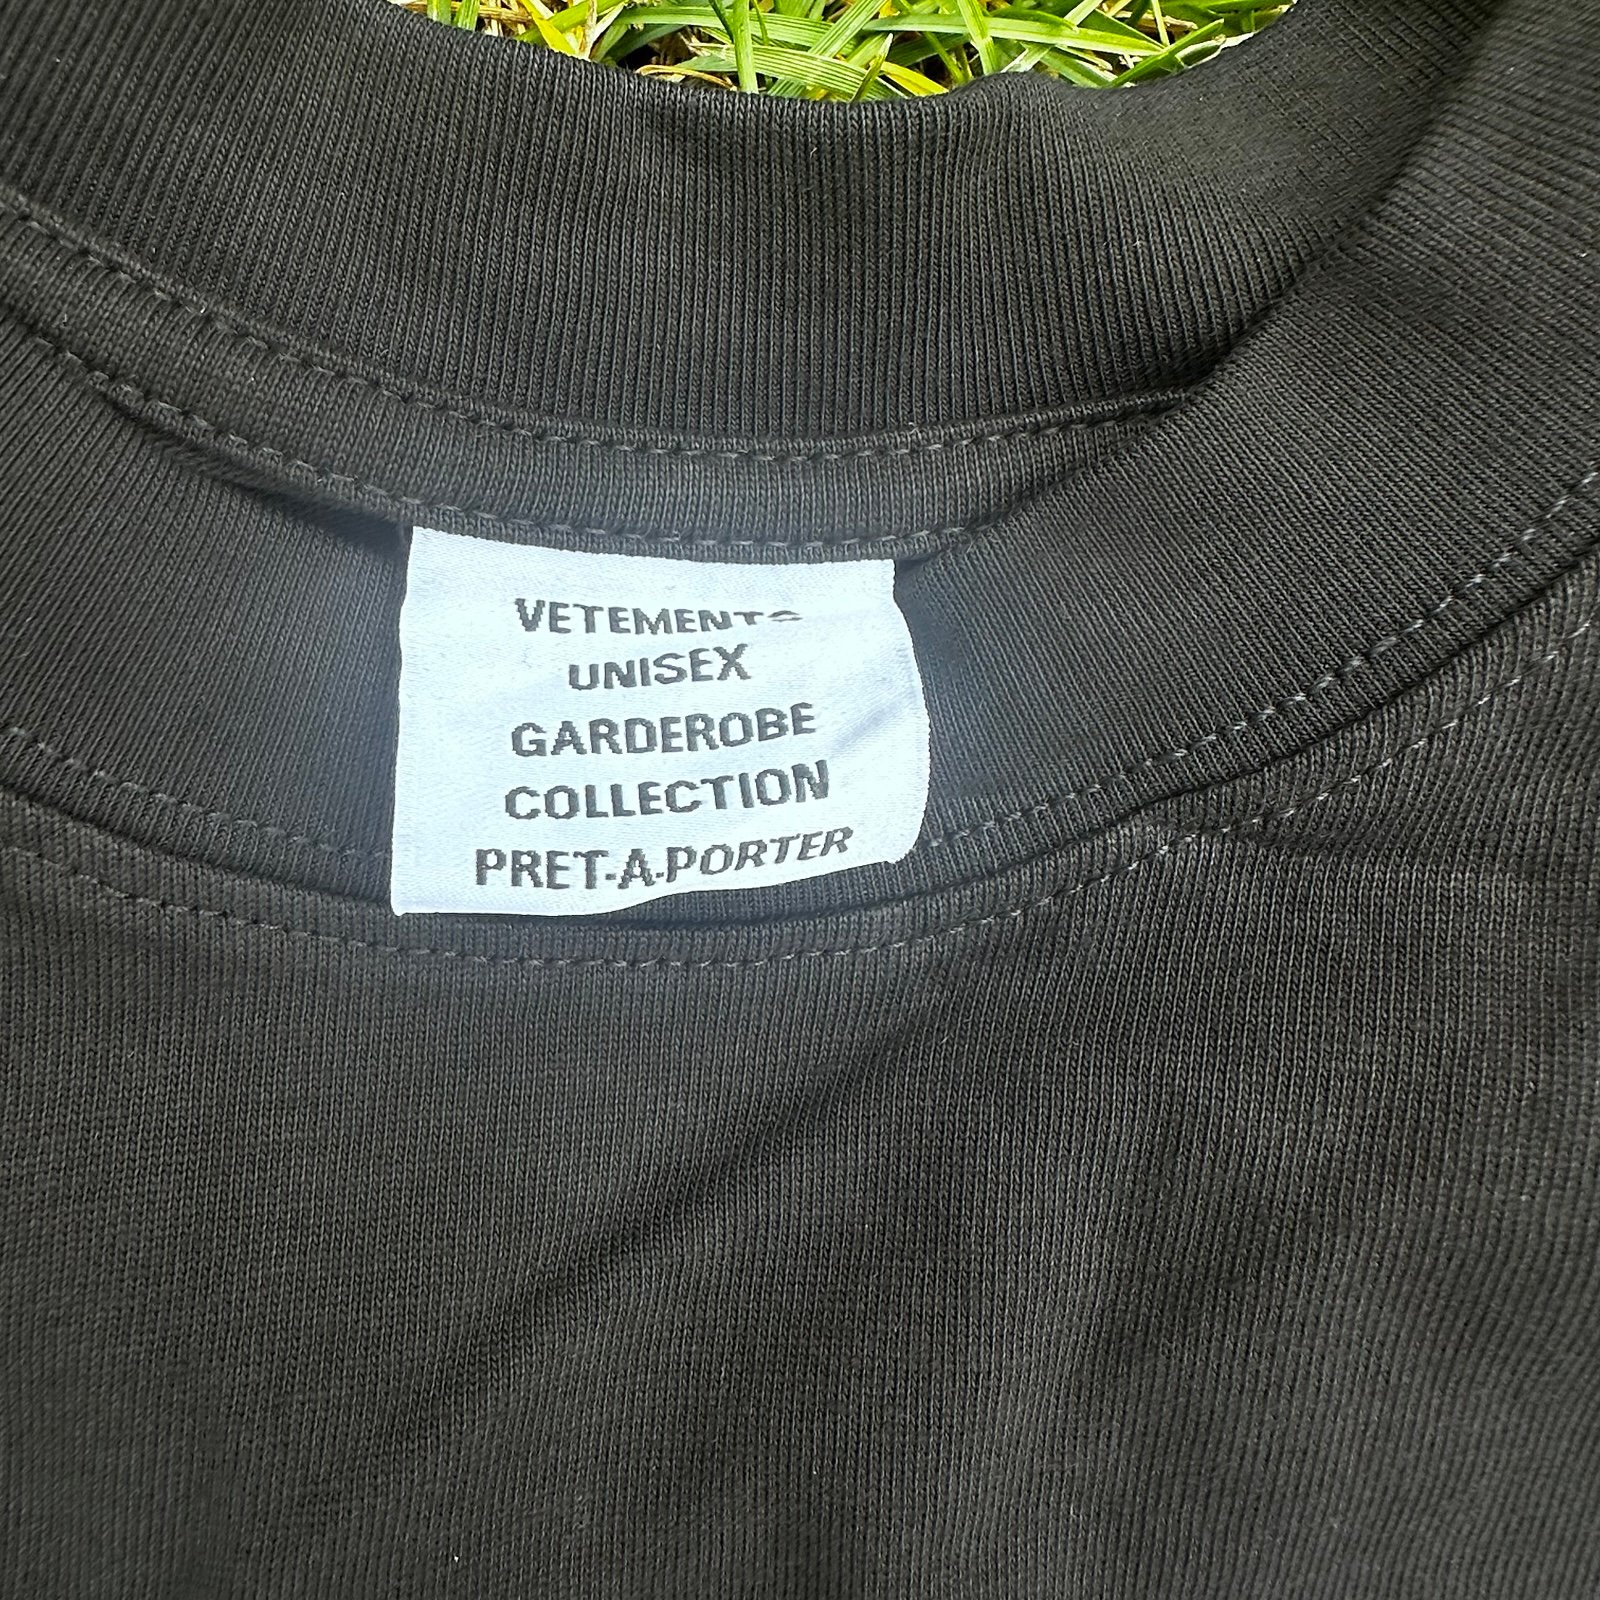 VETEMENTS
UNISEX
GARDEROBE
COLLECTION
PRET-A-PORTER